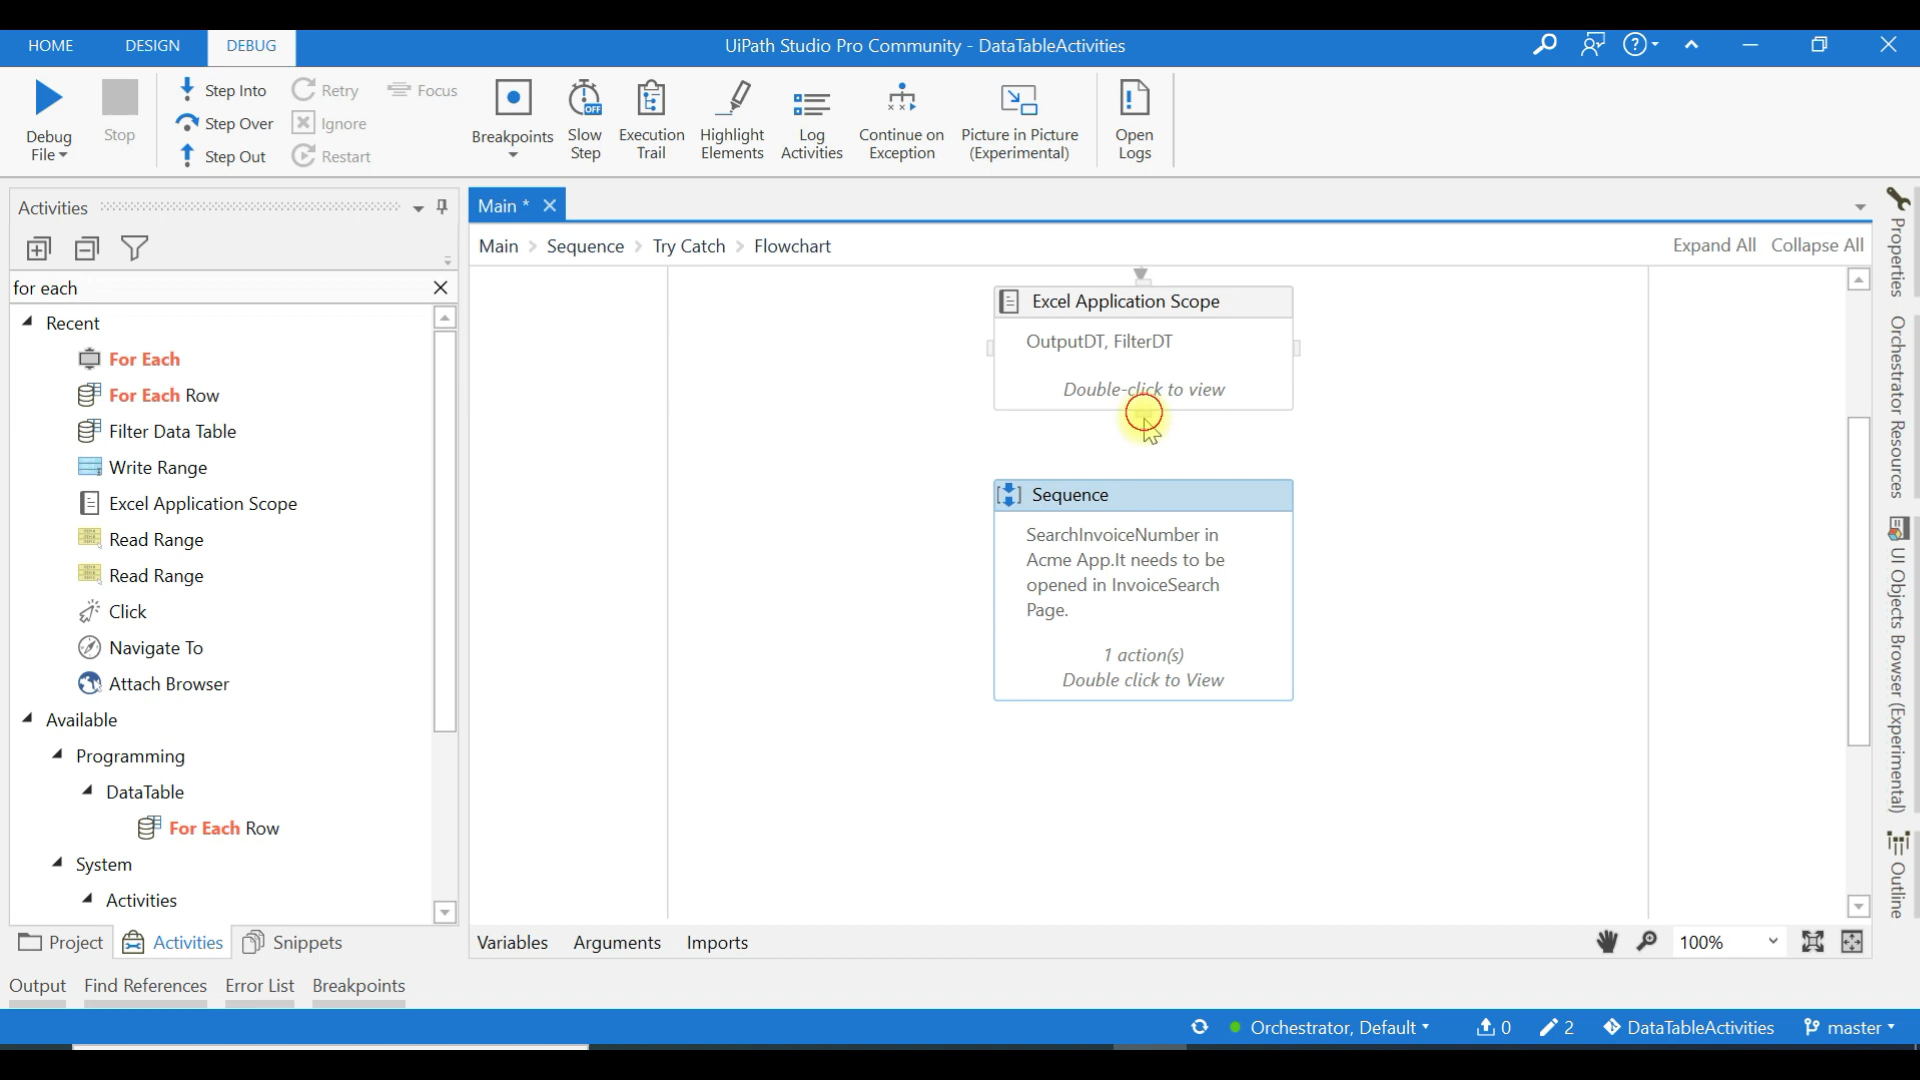 HOME DESIGN DEBUG
UiPath Studio Pro Community - DataTableActivities
Debug File
Stop
Step Into
Step Over
Step Out
Retry
Ignore
Restart
Focus
Breakpoints
Slow Step
Execution Trail
Highlight Elements
Log Activities
Continue on Exception
Picture in Picture (Experimental)
Open Logs
OFF
Activities
for each
Recent
For Each
For Each Row
Filter Data Table
Write Range
Excel Application Scope
Read Range
Read Range
Click
Navigate To
Attach Browser
Available
Programming
DataTable
For Each Row
System
Activities
Project Activities Snippets
Main *
Main Sequence Try Catch Flowchart
Expand All Collapse All
Excel Application Scope
OutputDT, FilterDT
Double-click to view
Sequence
SearchInvoiceNumber in
Acme App.It needs to be
opened in InvoiceSearch
Page.
1 action(s)
Double click to View
Variables Arguments Imports
100%
Properties
Orchestrator Resources
UI Objects Browser (Experimental)
Outline
Output Find References Error List Breakpoints
Orchestrator, Default 0 2 DataTableActivities master